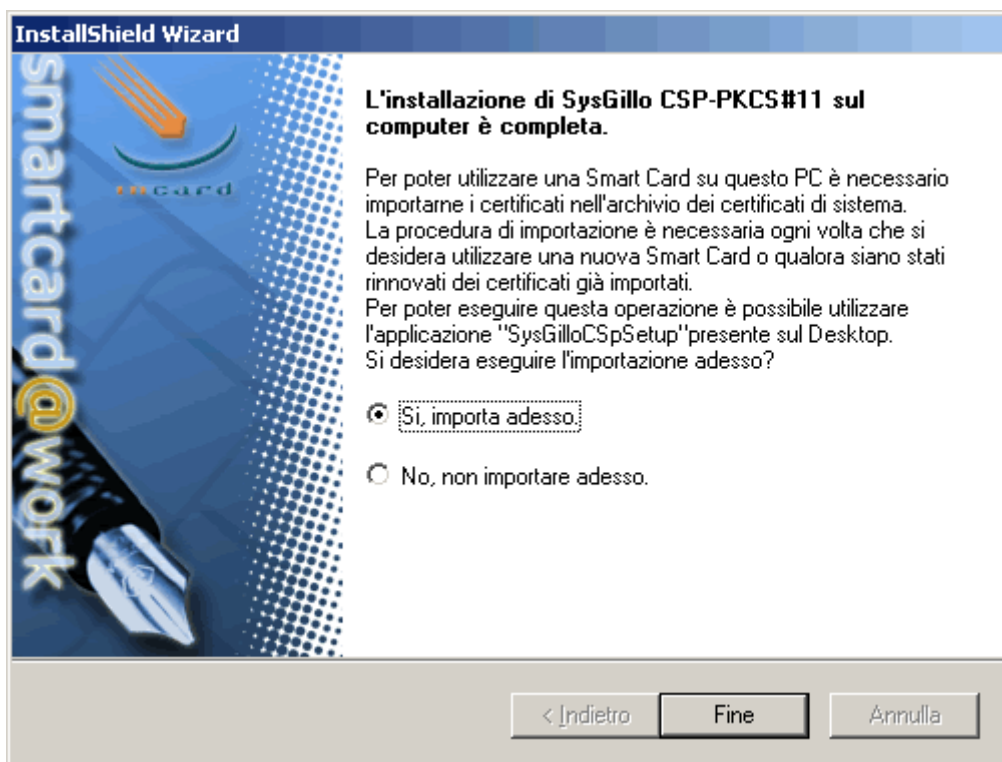 InstallShield Wizard
smartcard@work
incard
L'installazione di SysGillo CSP-PKCS#11 sul
computer è completa.
Per poter utilizzare una Smart Card su questo PC è necessario
importarne i certificati nell'archivio dei certificati di sistema.
La procedura di importazione è necessaria ogni volta che si
desidera utilizzare una nuova Smart Card o qualora siano stati
rinnovati dei certificati già importati.
Per poter eseguire questa operazione è possibile utilizzare
l'applicazione "SysGilloCSpSetup"presente sul Desktop.
Si desidera eseguire l'importazione adesso?
Si, importa adesso.
No, non importare adesso.
< Indietro
Fine
Annulla